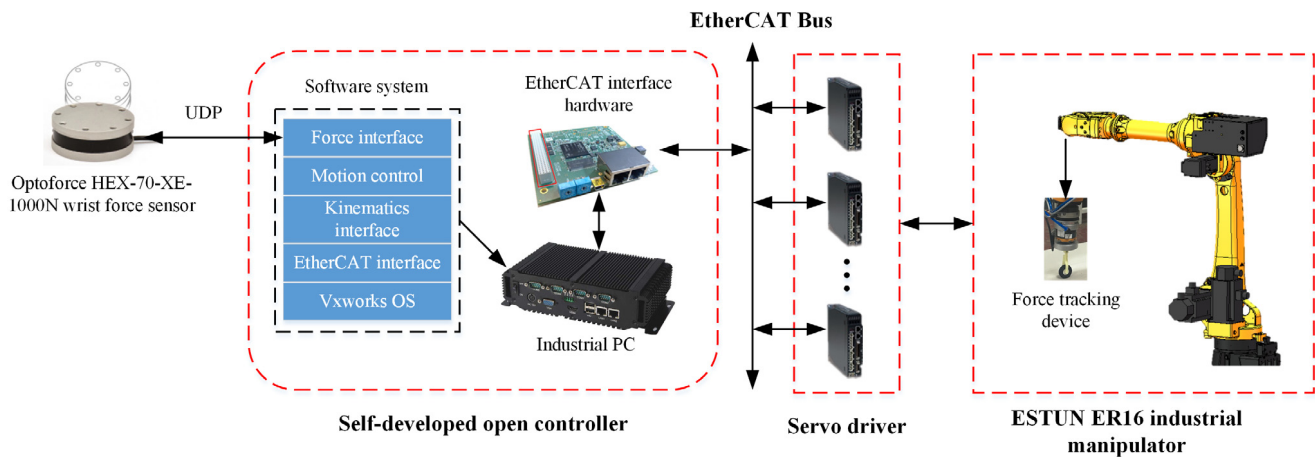 EtherCAT Bus
Software system
EtherCAT interface
hardware
UDP
Force interface
Motion control
Kinematics
interface
EtherCAT interface
Vxworks OS
Optoforce HEX-70-XE-
1000N wrist force sensor
Industrial PC
Force tracking
device
Self-developed open controller
Servo driver
ESTUN ER16 industrial
manipulator